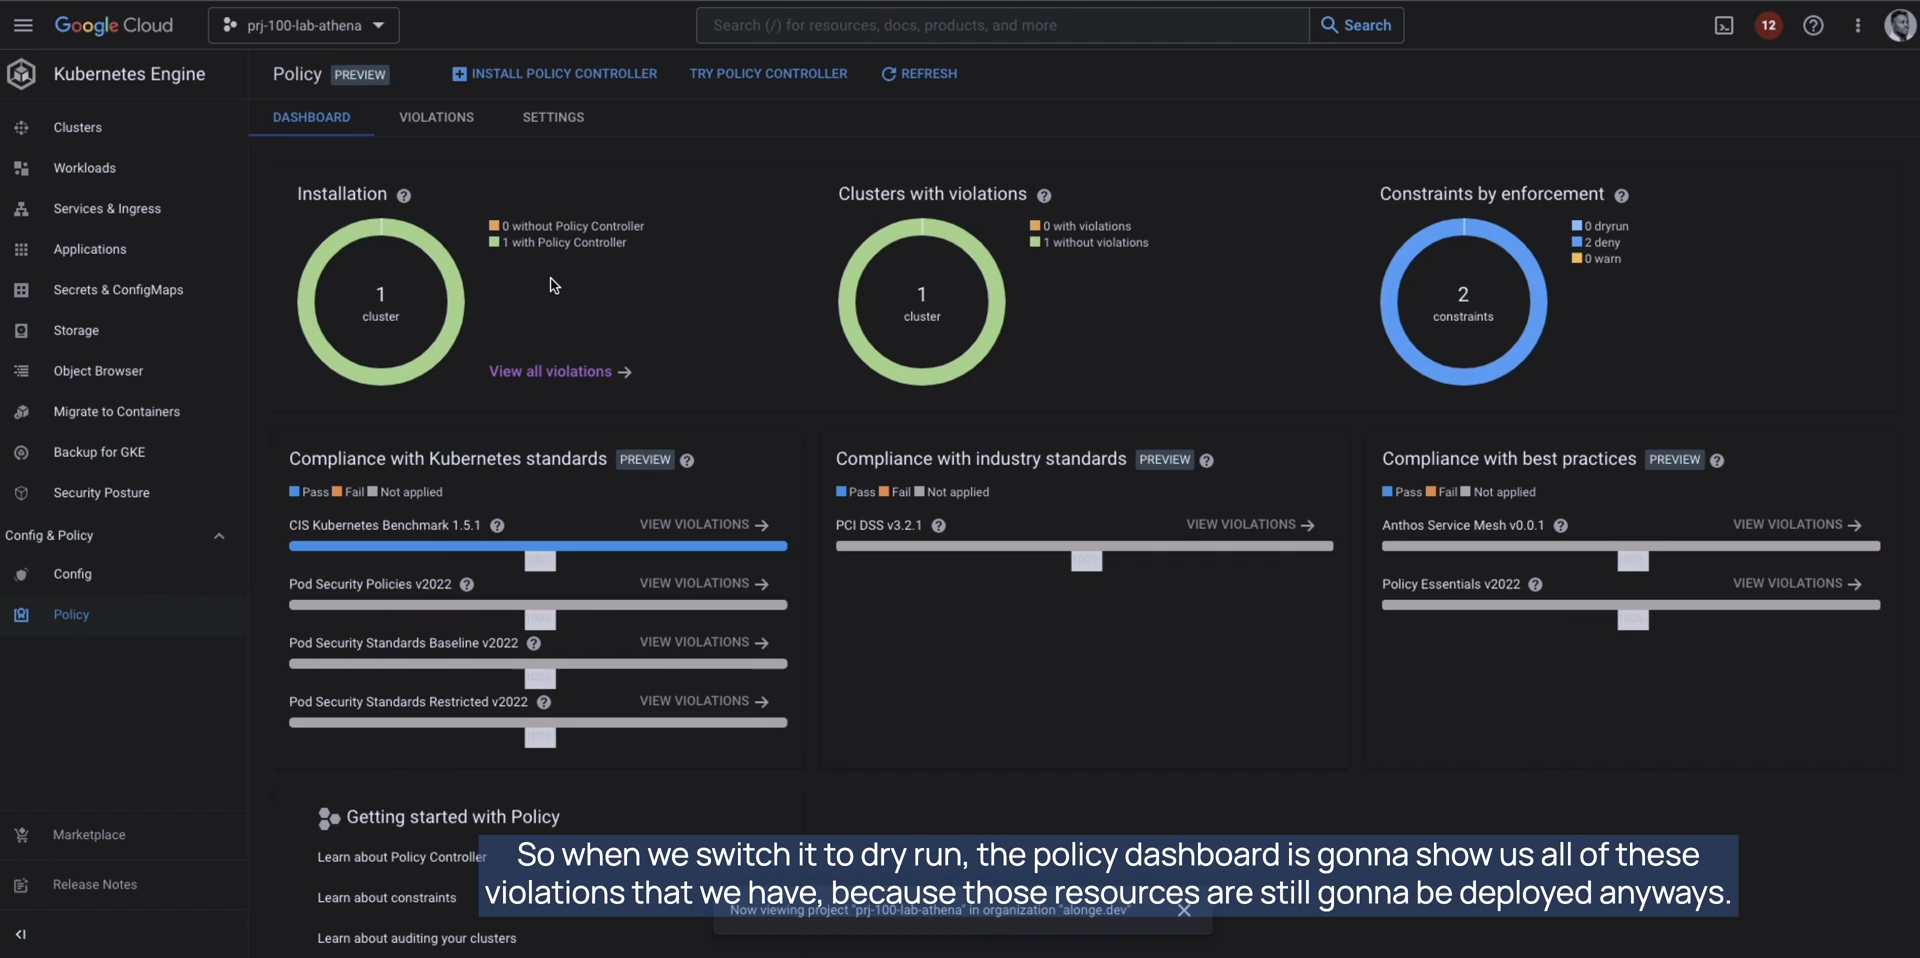 Google Cloud
prj-100-lab-athena
Search (/) for resources, docs, products, and more
Search
12
Kubernetes Engine
Policy PREVIEW
INSTALL POLICY CONTROLLER
TRY POLICY CONTROLLER
REFRESH
DASHBOARD
VIOLATIONS
SETTINGS
Clusters
Workloads
Services & Ingress
Applications
Secrets & ConfigMaps
Storage
Object Browser
Migrate to Containers
Backup for GKE
Security Posture
Config & Policy
Config
Policy
Marketplace
Release Notes
Installation
0 without Policy Controller
1 with Policy Controller
1
cluster
View all violations
Clusters with violations
0 with violations
1 without violations
1
cluster
Constraints by enforcement
0 dryrun
2 deny
0 warn
2
constraints
Compliance with Kubernetes standards PREVIEW
Pass Fail Not applied
CIS Kubernetes Benchmark 1.5.1 VIEW VIOLATIONS
Pod Security Policies v2022 VIEW VIOLATIONS
Pod Security Standards Baseline v2022 VIEW VIOLATIONS
Pod Security Standards Restricted v2022 VIEW VIOLATIONS
Compliance with industry standards PREVIEW
Pass Fail Not applied
PCI DSS v3.2.1 VIEW VIOLATIONS
Compliance with best practices PREVIEW
Pass Fail Not applied
Anthos Service Mesh v0.0.1 VIEW VIOLATIONS
Policy Essentials v2022 VIEW VIOLATIONS
Getting started with Policy
Learn about Policy Controller
Learn about constraints
Learn about auditing your clusters
So when we switch it to dry run, the policy dashboard is gonna show us all of these
violations that we have, because those resources are still gonna be deployed anyways.
Now viewing project "prj-100-lab-athena" in organization "alonge.dev"